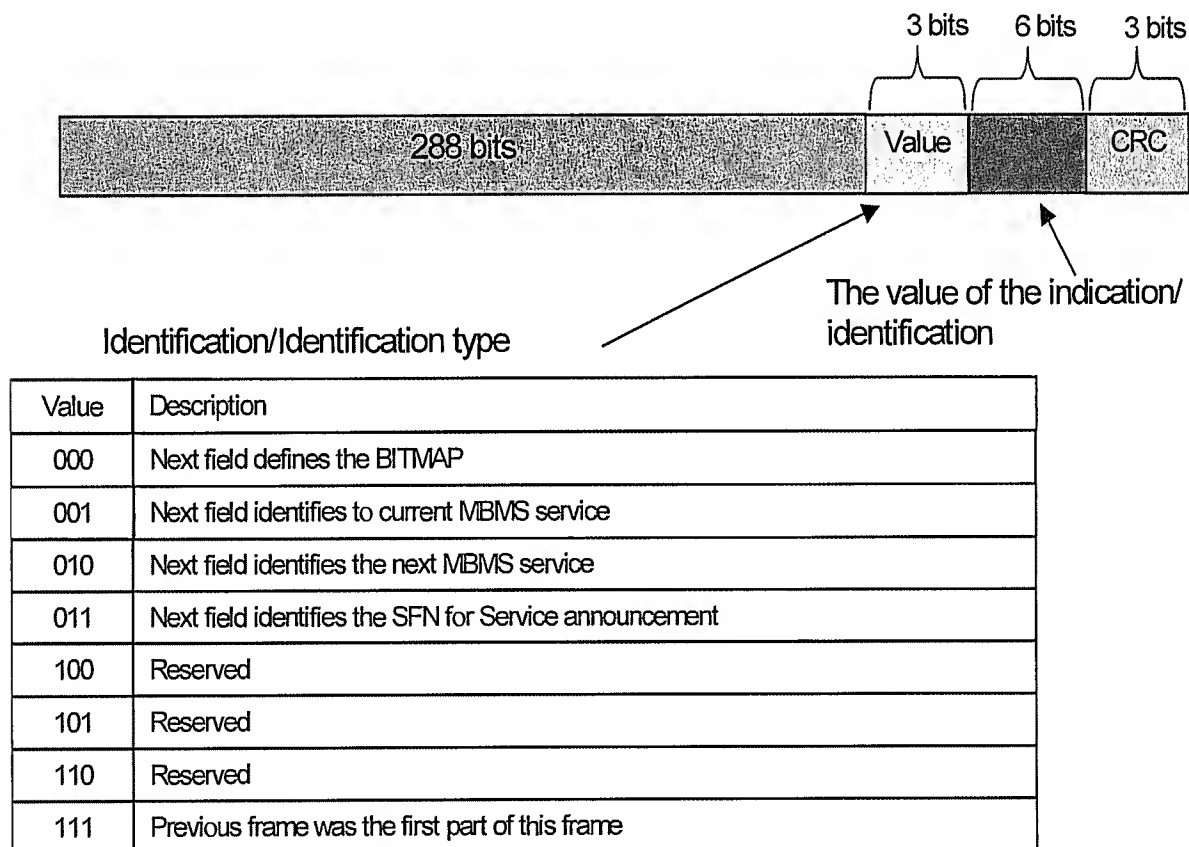 3 bits 6 bits 3 bits
288 bits Value CRC
The value of the indication/
identification
Identification/Identification type
Value Description
000 Next field defines the BITMAP
001 Next field identifies to current MBMS service
010 Next field identifies the next MBMS service
011 Next field identifies the SFN for Service announcement
100 Reserved
101 Reserved
110 Reserved
111 Previous frame was the first part of this frame